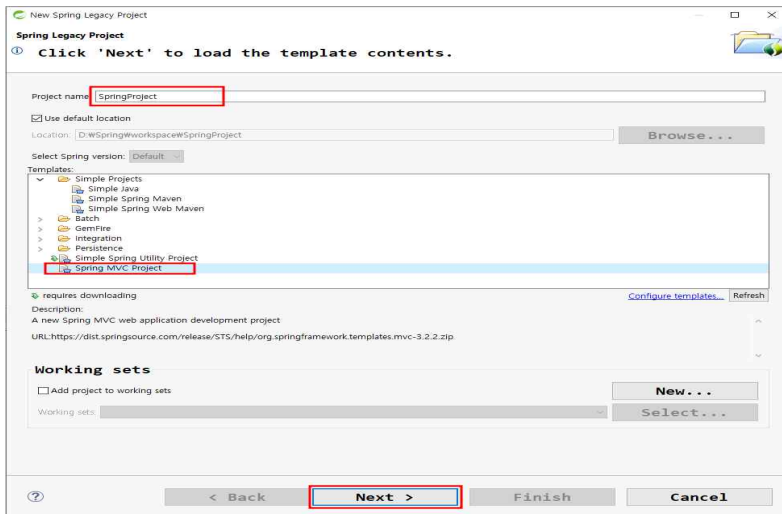 New Spring Legacy Project
Spring Legacy Project
Click 'Next' to load the template contents.
Project name: SpringProject
Use default location
Location: D:₩Spring₩workspace₩SpringProject Browse...
Select Spring version: Default
Templates:
Simple Projects
Simple Java
Simple Spring Maven
Simple Spring Web Maven
Batch
GemFire
Integration
Persistence
Simple Spring Utility Project
Spring MVC Project
requires downloading Configure templates... Refresh
Description:
A new Spring MVC web application development project
URL:https://dist.springsource.com/release/STS/help/org.springframework.templates.mvc-3.2.2.zip
Working sets
Add project to working sets New...
Working sets: Select...
? < Back Next > Finish Cancel